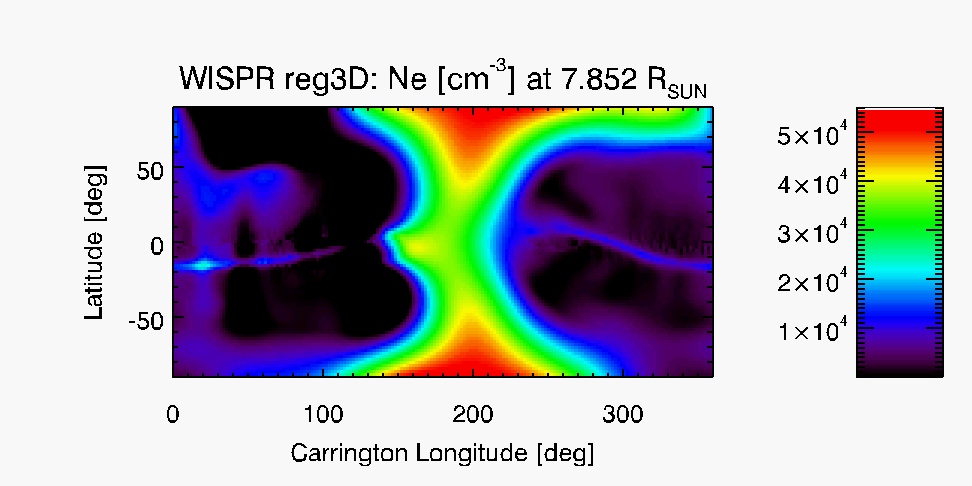 WISPR reg3D: Ne [cm⁻³] at 7.852 R_SUN
Latitude [deg]
50
0
-50
0 100 200 300
Carrington Longitude [deg]
5×10⁴
4×10⁴
3×10⁴
2×10⁴
1×10⁴